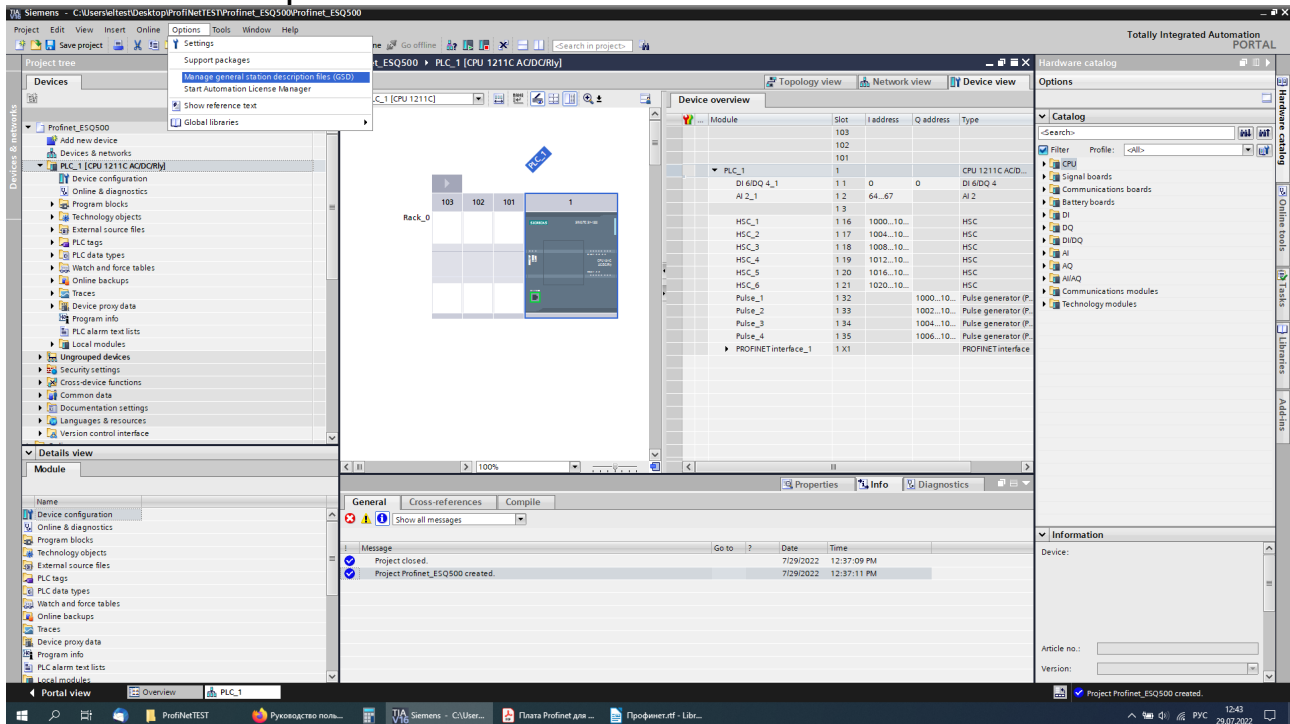 Siemens - C:\Users\eltest\Desktop\ProfiNetTEST\Profinet_ESQ500\Profinet_ESQ500
Project Edit View Insert Online Options Tools Window Help
Totally Integrated Automation
PORTAL
Save project
Go offline
<Search in project>
Settings
Support packages
Manage general station description files (GSD)
Start Automation License Manager
Show reference text
Global libraries
Project tree
Devices
Devices & networks
Profinet_ESQ500
Add new device
Devices & networks
PLC_1 [CPU 1211C AC/DC/Rly]
Device configuration
Online & diagnostics
Program blocks
Technology objects
External source files
PLC tags
PLC data types
Watch and force tables
Online backups
Traces
Device proxy data
Program info
PLC alarm text lists
Local modules
Ungrouped devices
Security settings
Cross-device functions
Common data
Documentation settings
Languages & resources
Version control interface
Details view
Module
Name
Device configuration
Online & diagnostics
Program blocks
Technology objects
External source files
PLC tags
PLC data types
Watch and force tables
Online backups
Traces
Device proxy data
Program info
PLC alarm text lists
Local modules
PLC_1 [CPU 1211C AC/DC/Rly]
Topology view Network view Device view
[CPU 1211C]
PLC_1
103 102 101 1
Rack_0
SIEMENS
100%
Device overview
... Module Slot I address Q address Type
103
102
101
PLC_1 1 CPU 1211C AC/D...
DI 6/DQ 4_1 1 1 0 0 DI 6/DQ 4
AI 2_1 1 2 64...67 AI 2
1 3
HSC_1 1 16 1000...10... HSC
HSC_2 1 17 1004...10... HSC
HSC_3 1 18 1008...10... HSC
HSC_4 1 19 1012...10... HSC
HSC_5 1 20 1016...10... HSC
HSC_6 1 21 1020...10... HSC
Pulse_1 1 32 1000...10... Pulse generator (P...
Pulse_2 1 33 1002...10... Pulse generator (P...
Pulse_3 1 34 1004...10... Pulse generator (P...
Pulse_4 1 35 1006...10... Pulse generator (P...
PROFINET interface_1 1 X1 PROFINET interface
Properties Info Diagnostics
General Cross-references Compile
Show all messages
! Message Go to ? Date Time
Project closed. 7/29/2022 12:37:09 PM
Project Profinet_ESQ500 created. 7/29/2022 12:37:11 PM
Hardware catalog
Options
Catalog
<Search>
Filter Profile: <All>
CPU
Signal boards
Communications boards
Battery boards
DI
DQ
DI/DQ
AI
AQ
AI/AQ
Communications modules
Technology modules
Information
Device:
Article no.:
Version:
Hardware catalog
Online tools
Tasks
Libraries
Add-ins
Portal view Overview PLC_1
Project Profinet_ESQ500 created.
ProfiNetTEST
Руководство поль...
Siemens - C:\User...
Плата Profinet для ...
Профинет.rtf - Libr...
РУС
12:43
29.07.2022